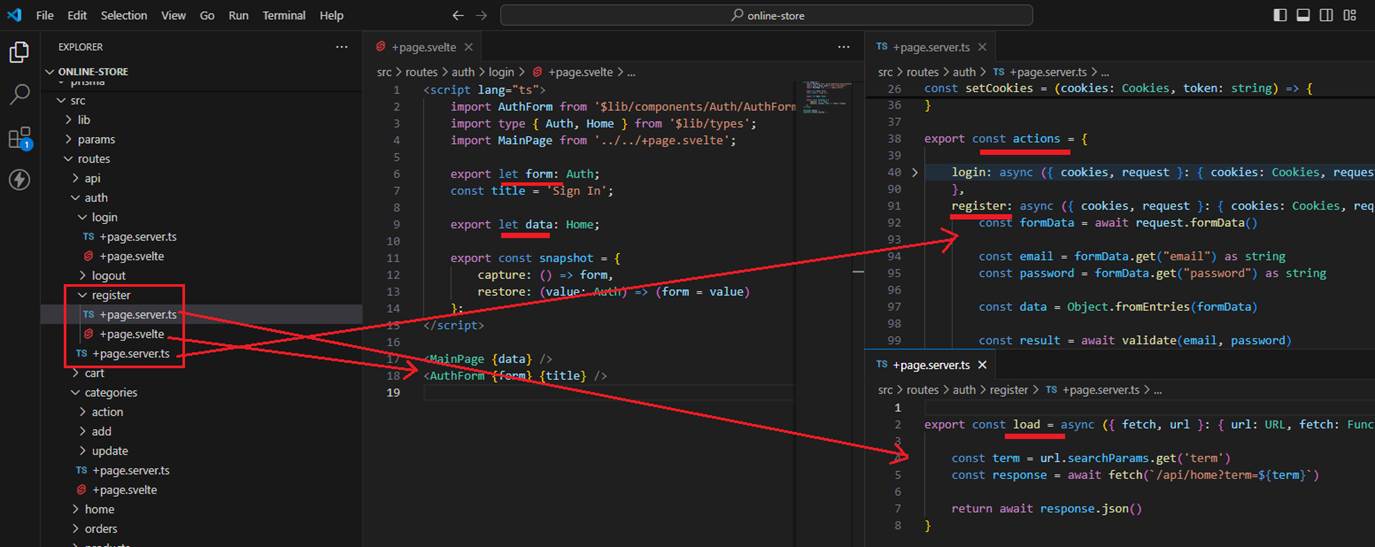 File Edit Selection View Go Run Terminal Help
online-store
EXPLORER
ONLINE-STORE
src
lib
params
routes
api
auth
login
TS +page.server.ts
+page.svelte
logout
register
TS +page.server.ts
+page.svelte
TS +page.server.ts
cart
categories
action
add
update
TS +page.server.ts
+page.svelte
home
orders
products
1
+page.svelte
src > routes > auth > login > +page.svelte > ...
1 <script lang="ts">
2 import AuthForm from '$lib/components/Auth/AuthForm
3 import type { Auth, Home } from '$lib/types';
4 import MainPage from '../../+page.svelte';
5
6 export let form: Auth;
7 const title = 'Sign In';
8
9 export let data: Home;
10
11 export const snapshot = {
12 capture: () => form,
13 restore: (value: Auth) => (form = value)
14 };
15 </script>
16
17 <MainPage {data} />
18 <AuthForm {form} {title} />
19
TS +page.server.ts
src > routes > auth > TS +page.server.ts > ...
26 const setCookies = (cookies: Cookies, token: string) => {
36 }
37
38 export const actions = {
39
40 login: async ({ cookies, request }: { cookies: Cookies, request
90 },
91 register: async ({ cookies, request }: { cookies: Cookies, req
92 const formData = await request.formData()
93
94 const email = formData.get("email") as string
95 const password = formData.get("password") as string
96
97 const data = Object.fromEntries(formData)
98
99 const result = await validate(email, password)
+page.server.ts
src > routes > auth > register > TS +page.server.ts > ...
1
2 export const load = async ({ fetch, url }: { url: URL, fetch: Func
3
4 const term = url.searchParams.get('term')
5 const response = await fetch(`/api/home?term=${term}`)
6
7 return await response.json()
8 }